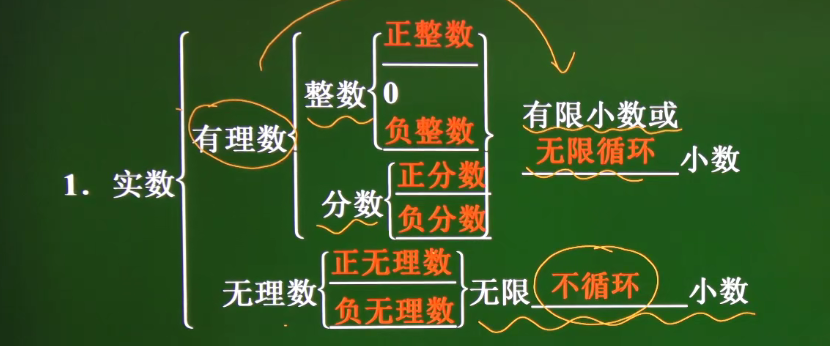 正整数
整数
0
负整数
有理数
有限小数或
无限循环小数
1. 实数
正分数
分数
负分数
正无理数
无理数
无限不循环小数
负无理数